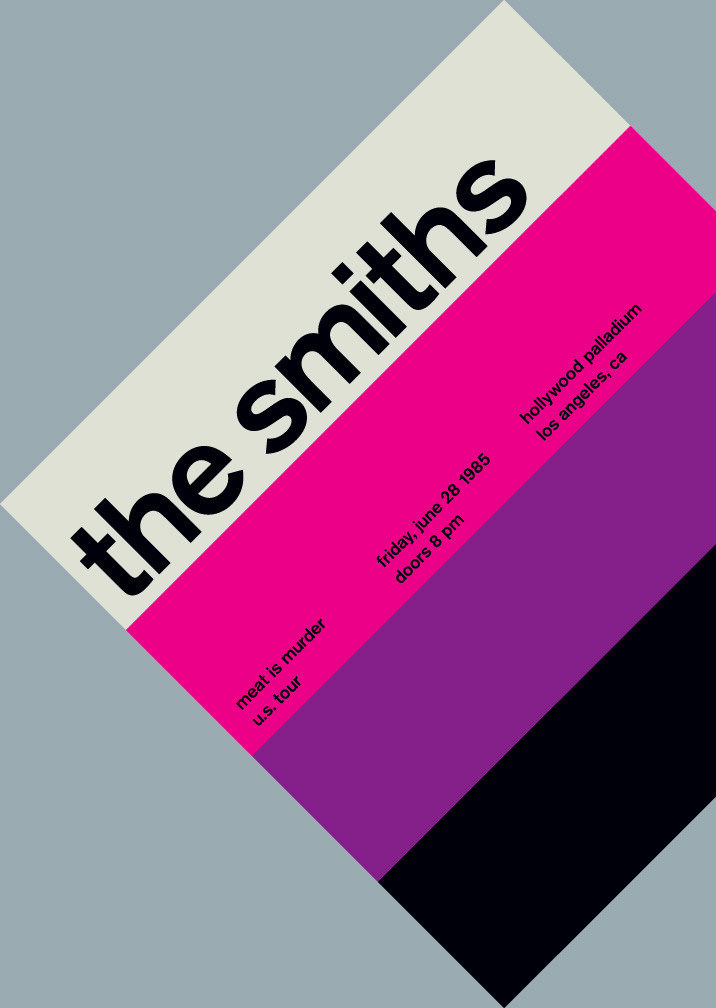 the smiths
meat is murder
u.s. tour
friday, june 28 1985
doors 8 pm
hollywood palladium
los angeles, ca